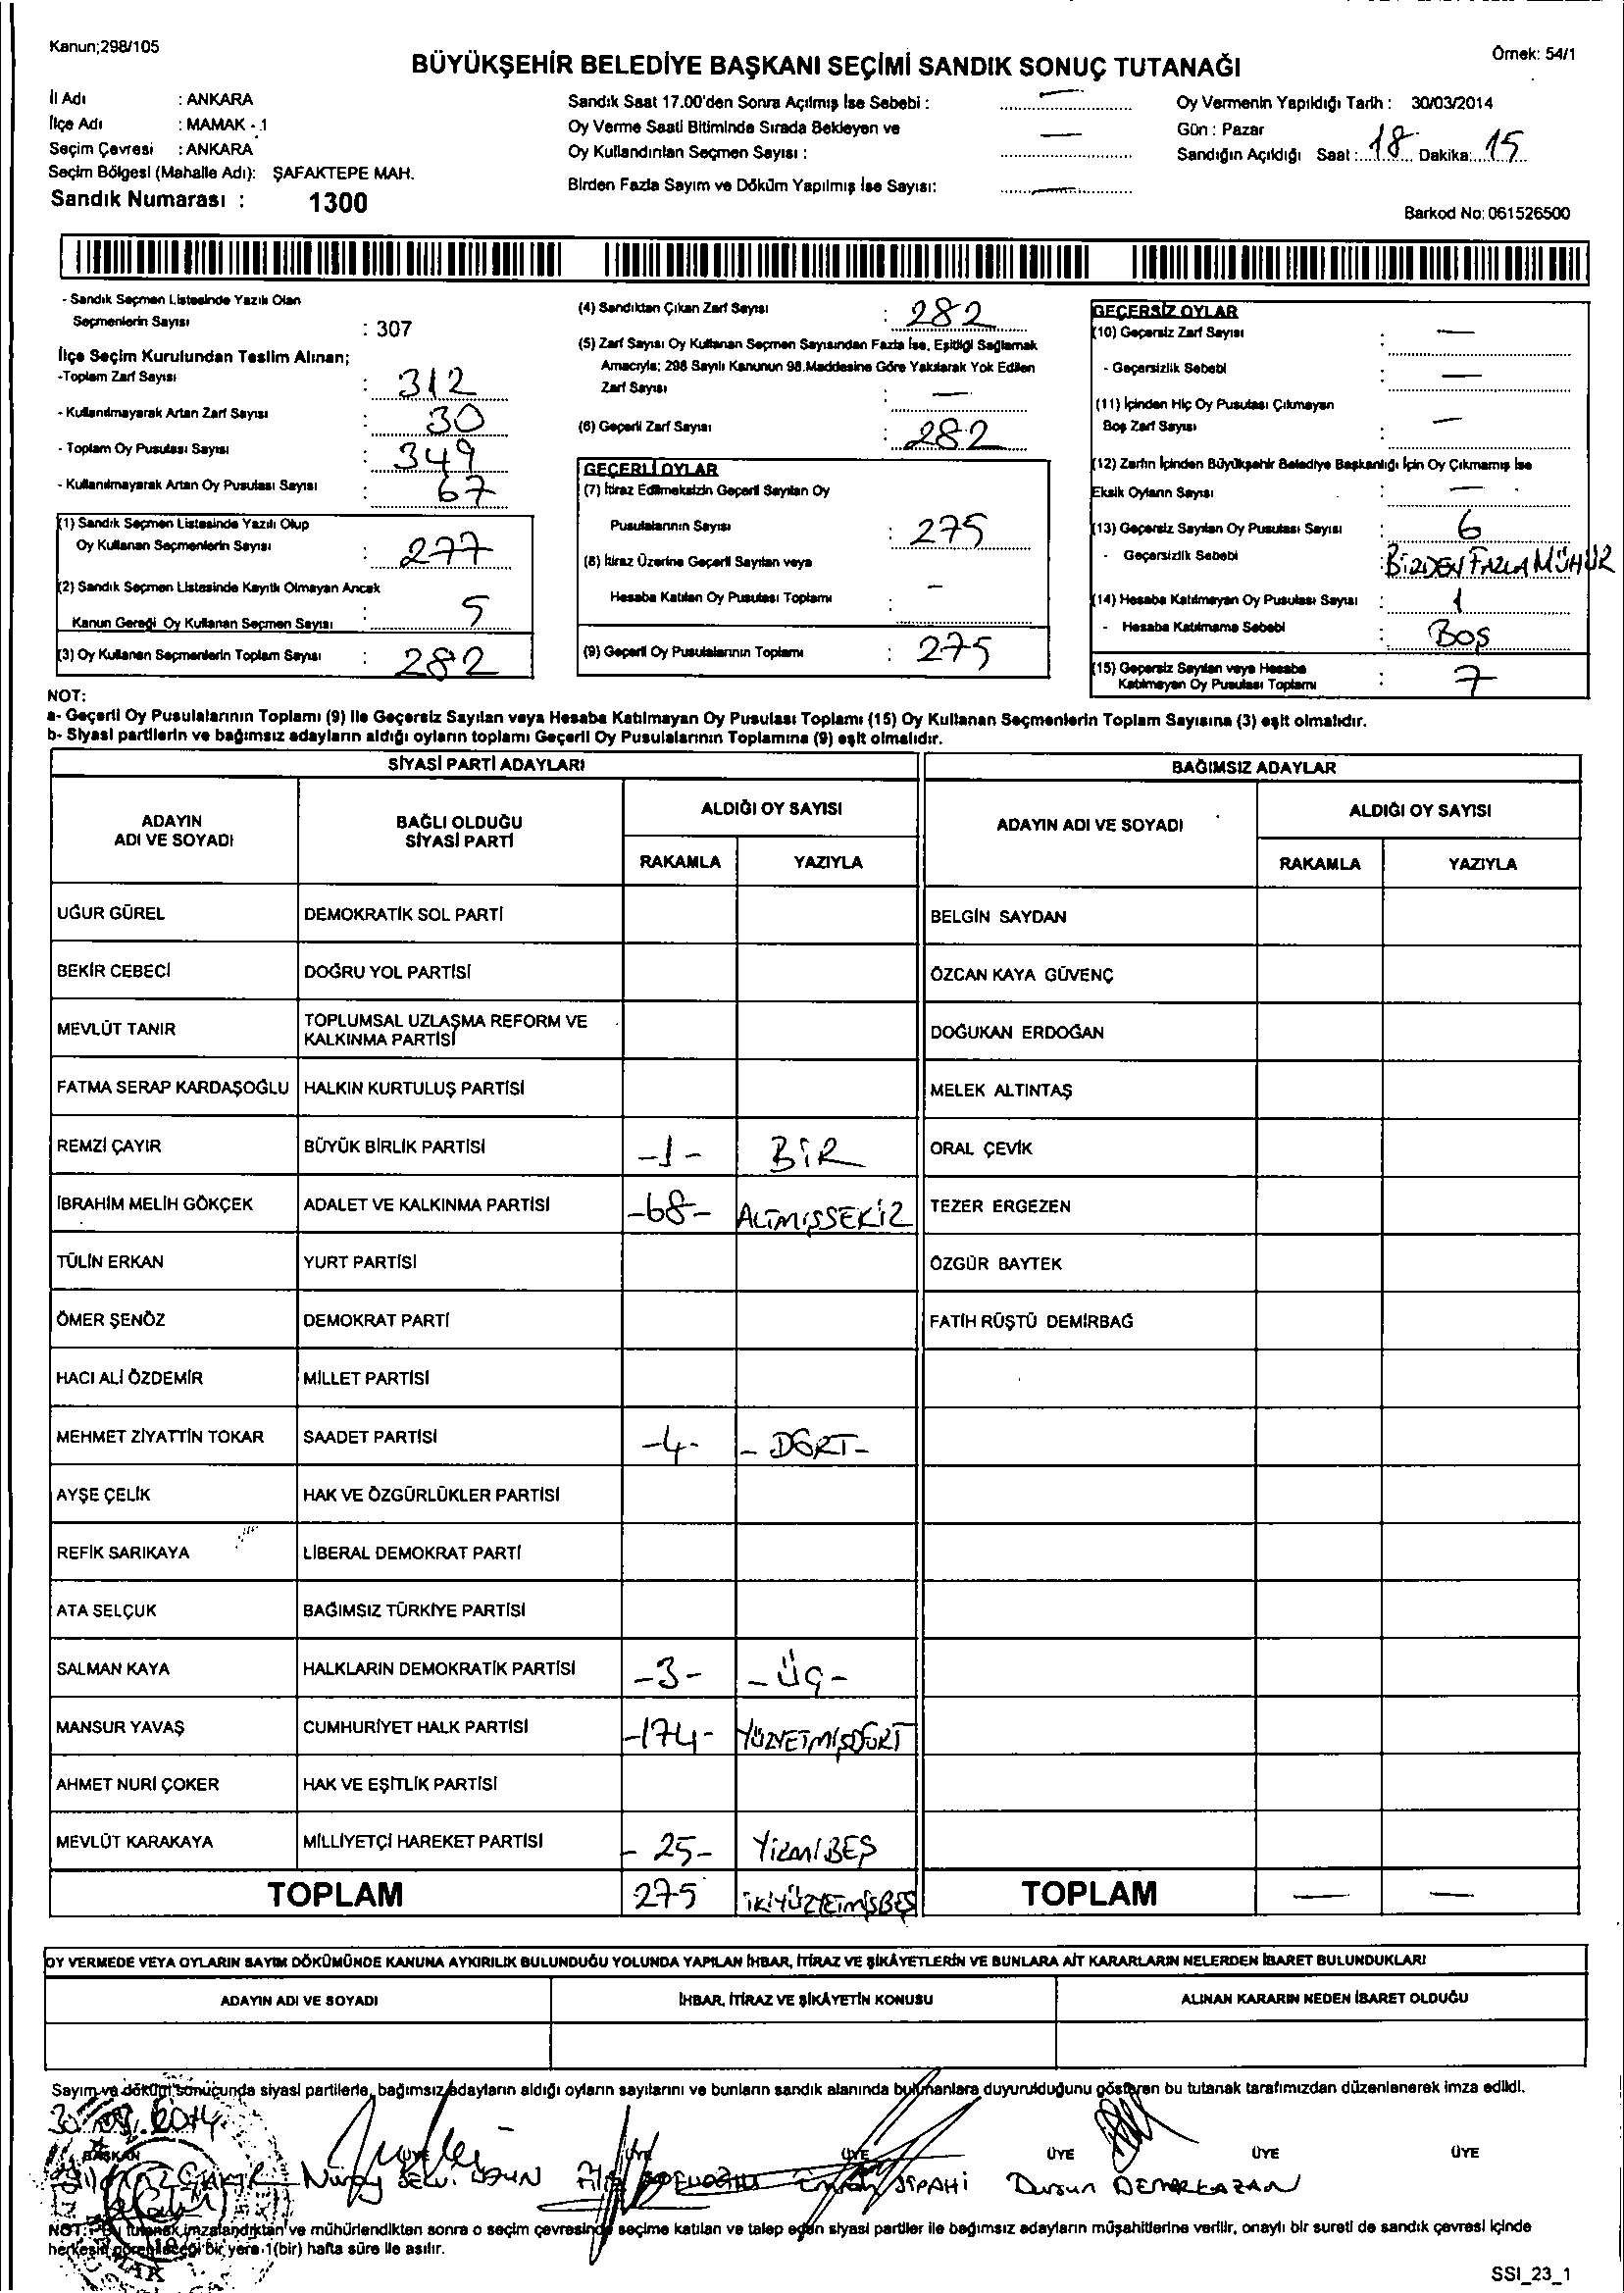 Kanun;298/105
Örnek: 54/1
BÜYÜKŞEHİR BELEDİYE BAŞKANI SEÇİMİ SANDIK SONUÇ TUTANAĞI
İl Adı : ANKARA
İlçe Adı : MAMAK - 1
Seçim Çevresi : ANKARA
Seçim Bölgesi (Mahalle Adı): ŞAFAKTEPE MAH.
Sandık Numarası : 1300
Sandık Saat 17.00'den Sonra Açılmış İse Sebebi : —
Oy Verme Saati Bitiminde Sırada Bekleyen ve
Oy Kullandırılan Seçmen Sayısı : —
Birden Fazla Sayım ve Döküm Yapılmış İse Sayısı: —
Oy Vermenin Yapıldığı Tarih : 30/03/2014
Gün : Pazar
Sandığın Açıldığı Saat : 18 Dakika: 15
Barkod No: 061526500
- Sandık Seçmen Listesinde Yazılı Olan
Seçmenlerin Sayısı : 307
İlçe Seçim Kurulundan Teslim Alınan;
-Toplam Zarf Sayısı : 312
- Kullanılmayarak Artan Zarf Sayısı : 30
- Toplam Oy Pusulası Sayısı : 349
- Kullanılmayarak Artan Oy Pusulası Sayısı : 67
(1) Sandık Seçmen Listesinde Yazılı Olup
Oy Kullanan Seçmenlerin Sayısı : 277
(2) Sandık Seçmen Listesinde Kayıtlı Olmayan Ancak
Kanun Gereği Oy Kullanan Seçmen Sayısı : 5
(3) Oy Kullanan Seçmenlerin Toplam Sayısı : 282
(4) Sandıktan Çıkan Zarf Sayısı : 282
(5) Zarf Sayısı Oy Kullanan Seçmen Sayısından Fazla İse, Eşitliği Sağlamak
Amacıyla; 298 Sayılı Kanunun 98.Maddesine Göre Yakılarak Yok Edilen
Zarf Sayısı : —
(6) Geçerli Zarf Sayısı : 282
GEÇERLİ OYLAR
(7) İtiraz Edilmeksizin Geçerli Sayılan Oy
Pusulalarının Sayısı : 275
(8) İtiraz Üzerine Geçerli Sayılan veya
Hesaba Katılan Oy Pusulası Toplamı : -
(9) Geçerli Oy Pusulalarının Toplamı : 275
GEÇERSİZ OYLAR
(10) Geçersiz Zarf Sayısı : —
- Geçersizlik Sebebi : —
(11) İçinden Hiç Oy Pusulası Çıkmayan
Boş Zarf Sayısı : —
(12) Zarfın İçinden Büyükşehir Belediye Başkanlığı İçin Oy Çıkmamış İse
Eksik Oyların Sayısı : —
(13) Geçersiz Sayılan Oy Pusulası Sayısı : 6
- Geçersizlik Sebebi : BİRDEN FAZLA MÜHÜR
(14) Hesaba Katılmayan Oy Pusulası Sayısı : 1
- Hesaba Katılmama Sebebi : BOŞ
(15) Geçersiz Sayılan veya Hesaba
Katılmayan Oy Pusulası Toplamı : 7
NOT:
a- Geçerli Oy Pusulalarının Toplamı (9) ile Geçersiz Sayılan veya Hesaba Katılmayan Oy Pusulası Toplamı (15) Oy Kullanan Seçmenlerin Toplam Sayısına (3) eşit olmalıdır.
b- Siyasi partilerin ve bağımsız adayların aldığı oyların toplamı Geçerli Oy Pusulalarının Toplamına (9) eşit olmalıdır.
SİYASİ PARTİ ADAYLARI
BAĞIMSIZ ADAYLAR
ADAYIN ADI VE SOYADI
BAĞLI OLDUĞU SİYASİ PARTİ
ALDIĞI OY SAYISI
RAKAMLA YAZIYLA
ADAYIN ADI VE SOYADI
ALDIĞI OY SAYISI
RAKAMLA YAZIYLA
UĞUR GÜREL DEMOKRATİK SOL PARTİ BELGİN SAYDAN
BEKİR CEBECİ DOĞRU YOL PARTİSİ ÖZCAN KAYA GÜVENÇ
MEVLÜT TANIR TOPLUMSAL UZLAŞMA REFORM VE KALKINMA PARTİSİ DOĞUKAN ERDOĞAN
FATMA SERAP KARDAŞOĞLU HALKIN KURTULUŞ PARTİSİ MELEK ALTINTAŞ
REMZİ ÇAYIR BÜYÜK BİRLİK PARTİSİ -1- BİR ORAL ÇEVİK
İBRAHİM MELİH GÖKÇEK ADALET VE KALKINMA PARTİSİ -68- ALTMIŞSEKİZ TEZER ERGEZEN
TÜLİN ERKAN YURT PARTİSİ ÖZGÜR BAYTEK
ÖMER ŞENÖZ DEMOKRAT PARTİ FATİH RÜŞTÜ DEMİRBAĞ
HACI ALİ ÖZDEMİR MİLLET PARTİSİ
MEHMET ZİYATTİN TOKAR SAADET PARTİSİ -4- - DÖRT-
AYŞE ÇELİK HAK VE ÖZGÜRLÜKLER PARTİSİ
REFİK SARIKAYA LİBERAL DEMOKRAT PARTİ
ATA SELÇUK BAĞIMSIZ TÜRKİYE PARTİSİ
SALMAN KAYA HALKLARIN DEMOKRATİK PARTİSİ -3- - ÜÇ-
MANSUR YAVAŞ CUMHURİYET HALK PARTİSİ -174- YÜZYETMİŞDÖRT
AHMET NURİ ÇOKER HAK VE EŞİTLİK PARTİSİ
MEVLÜT KARAKAYA MİLLİYETÇİ HAREKET PARTİSİ - 25- YİRMİBEŞ
TOPLAM 275 İKİYÜZYETMİŞBEŞ TOPLAM — —
OY VERMEDE VEYA OYLARIN SAYIM DÖKÜMÜNDE KANUNA AYKIRILIK BULUNDUĞU YOLUNDA YAPILAN İHBAR, İTİRAZ VE ŞİKÂYETLERİN VE BUNLARA AİT KARARLARIN NELERDEN İBARET BULUNDUKLARI
ADAYIN ADI VE SOYADI İHBAR, İTİRAZ VE ŞİKÂYETİN KONUSU ALINAN KARARIN NEDEN İBARET OLDUĞU
Sayım ve döküm sonucunda siyasi partilerle, bağımsız adayların aldığı oyların sayılarını ve bunların sandık alanında bulunanlara duyurulduğunu gösteren bu tutanak tarafımızdan düzenlenerek imza edildi.
30.03.2014
BAŞKAN ÜYE ÜYE ÜYE ÜYE ÜYE ÜYE
SİPAHİ Dursun
NOT: Bu tutanak imzalandıktan ve mühürlendikten sonra o seçim çevresinde seçime katılan ve talep eden siyasi partiler ile bağımsız adayların müşahitlerine verilir, onaylı bir sureti de sandık çevresi içinde
herkesin görebileceği bir yere 1(bir) hafta süre ile asılır.
SSI_23_1